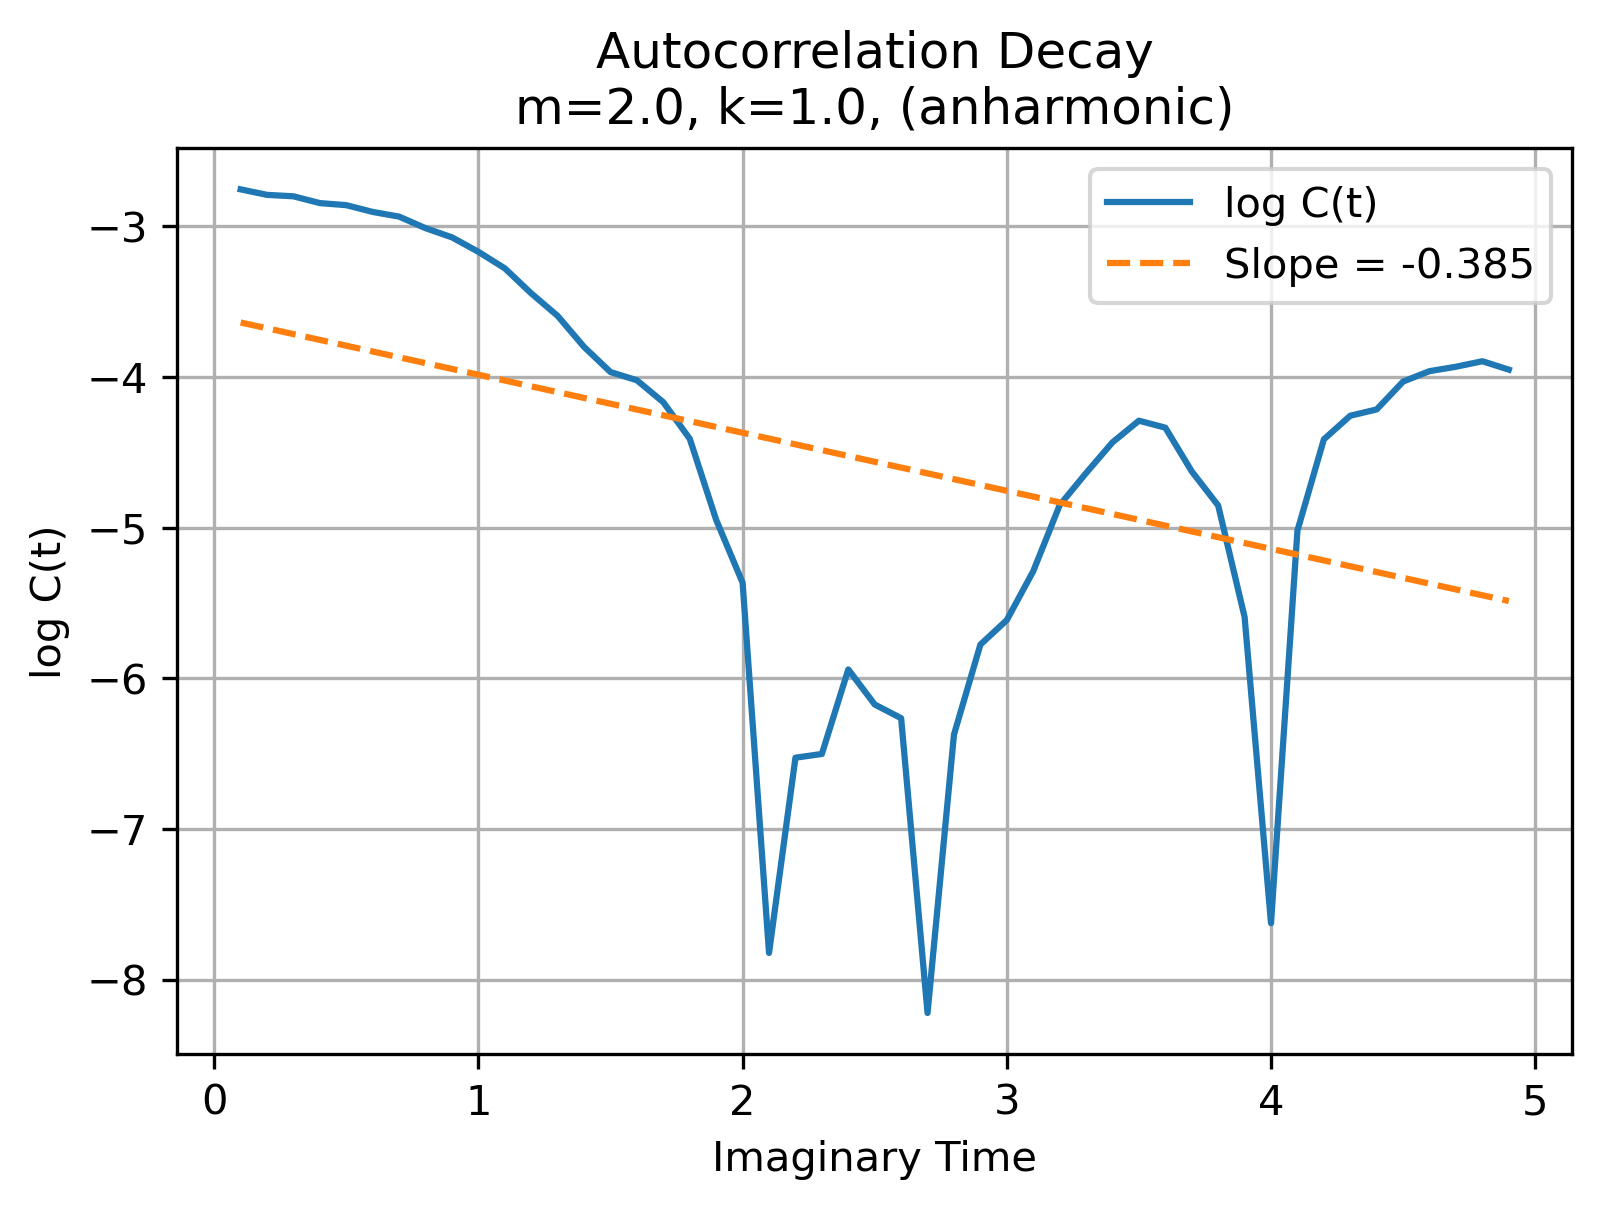 Autocorrelation Decay
m=2.0, k=1.0, (anharmonic)
log C(t)
Slope = -0.385
log C(t)
−3
−4
−5
−6
−7
−8
0 1 2 3 4 5
Imaginary Time